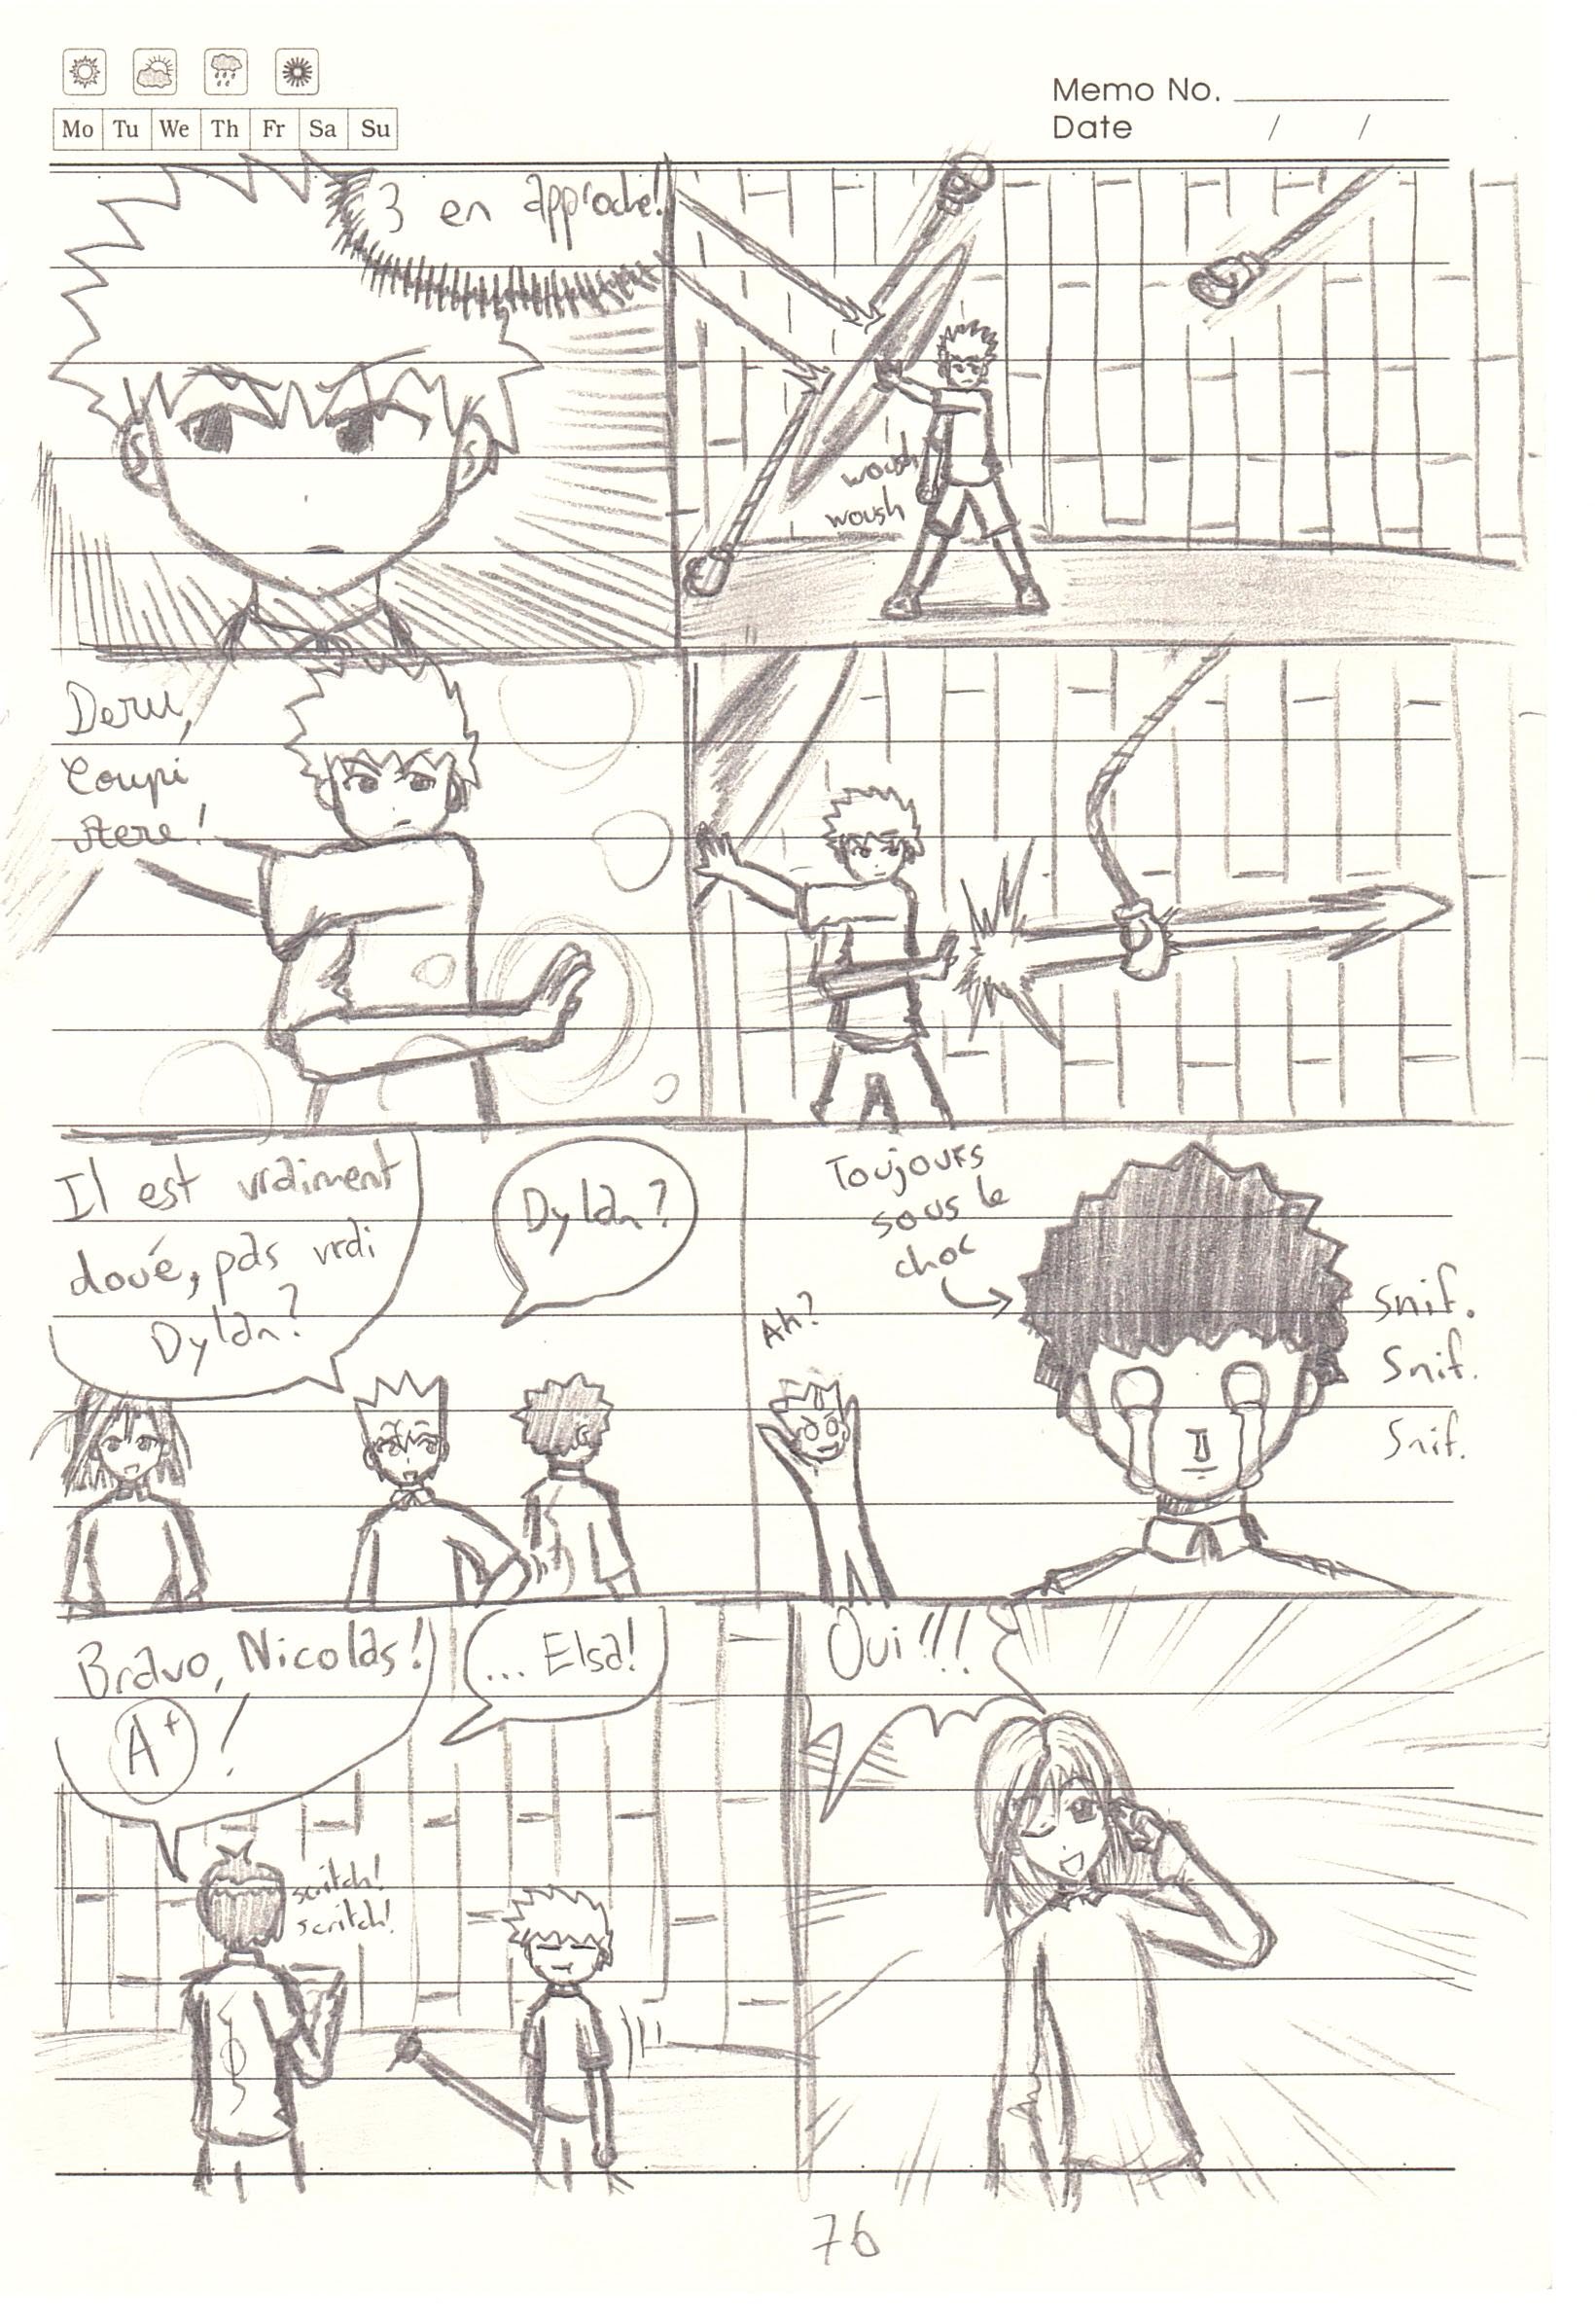 Mo Tu We Th Fr Sa Su
Memo No.
Date / /
3 en approche!
woush
woush
Deru,
Coupi
Stere!
Il est vraiment
doué, pas vrai
Dylan?
Dylan?
Toujours
sous le
choc
Ah?
Snif.
Snif.
Snif.
Bravo, Nicolas!
A+!
... Elsa!
scritch!
scritch!
Oui!!!
76